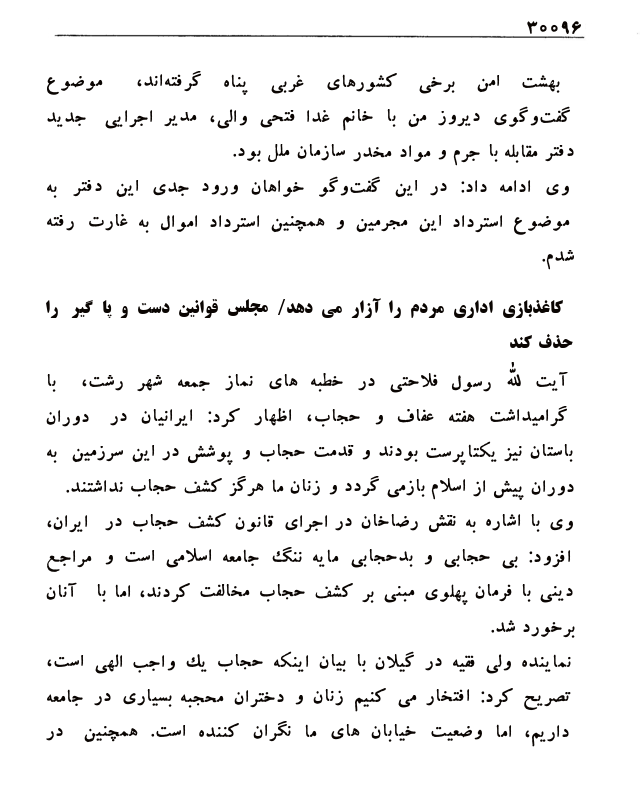 ۳۰۰۹۶
بهشت امن برخی کشورهای غربی پناه گرفته‌اند، موضوع
گفت‌وگوی دیروز من با خانم غدا فتحی والی، مدیر اجرایی جدید
دفتر مقابله با جرم و مواد مخدر سازمان ملل بود.
وی ادامه داد: در این گفت‌وگو خواهان ورود جدی این دفتر به
موضوع استرداد این مجرمین و همچنین استرداد اموال به غارت رفته
شدم.
کاغذبازی اداری مردم را آزار می دهد/ مجلس قوانین دست و پا گیر را
حذف کند
آیت لله رسول فلاحتی در خطبه های نماز جمعه شهر رشت، با
گرامیداشت هفته عفاف و حجاب، اظهار کرد: ایرانیان در دوران
باستان نیز یکتاپرست بودند و قدمت حجاب و پوشش در این سرزمین به
دوران پیش از اسلام بازمی گردد و زنان ما هرگز کشف حجاب نداشتند.
وی با اشاره به نقش رضاخان در اجرای قانون کشف حجاب در ایران،
افزود: بی حجابی و بدحجابی مایه ننگ جامعه اسلامی است و مراجع
دینی با فرمان پهلوی مبنی بر کشف حجاب مخالفت کردند، اما با آنان
برخورد شد.
نماینده ولی فقیه در گیلان با بیان اینکه حجاب یك واجب الهی است،
تصریح کرد: افتخار می کنیم زنان و دختران محجبه بسیاری در جامعه
داریم، اما وضعیت خیابان های ما نگران کننده است. همچنین در